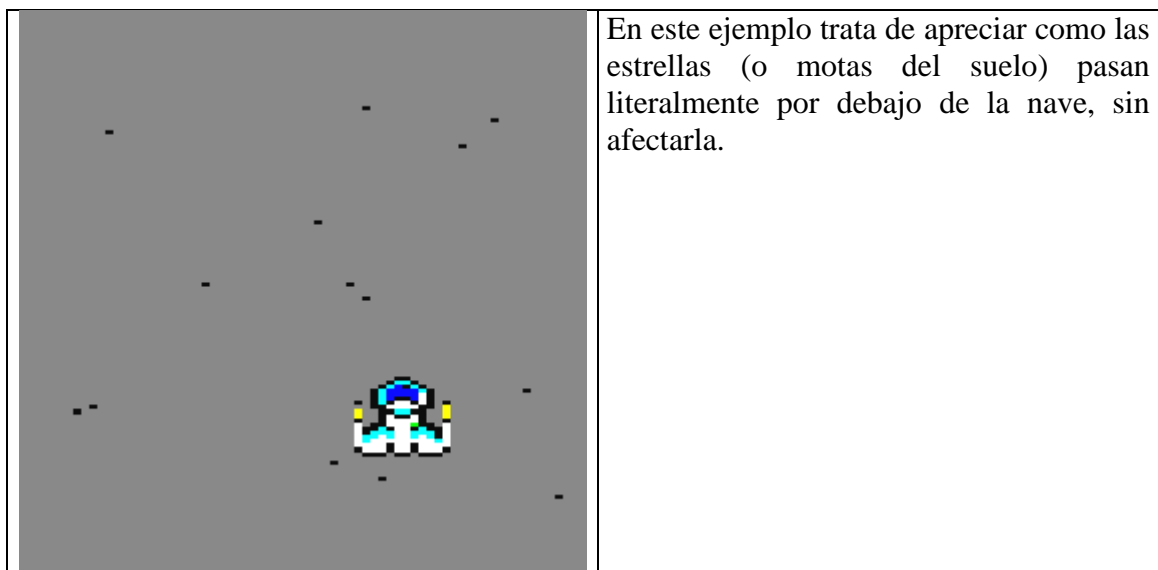 En este ejemplo trata de apreciar como las
estrellas (o motas del suelo) pasan
literalmente por debajo de la nave, sin
afectarla.